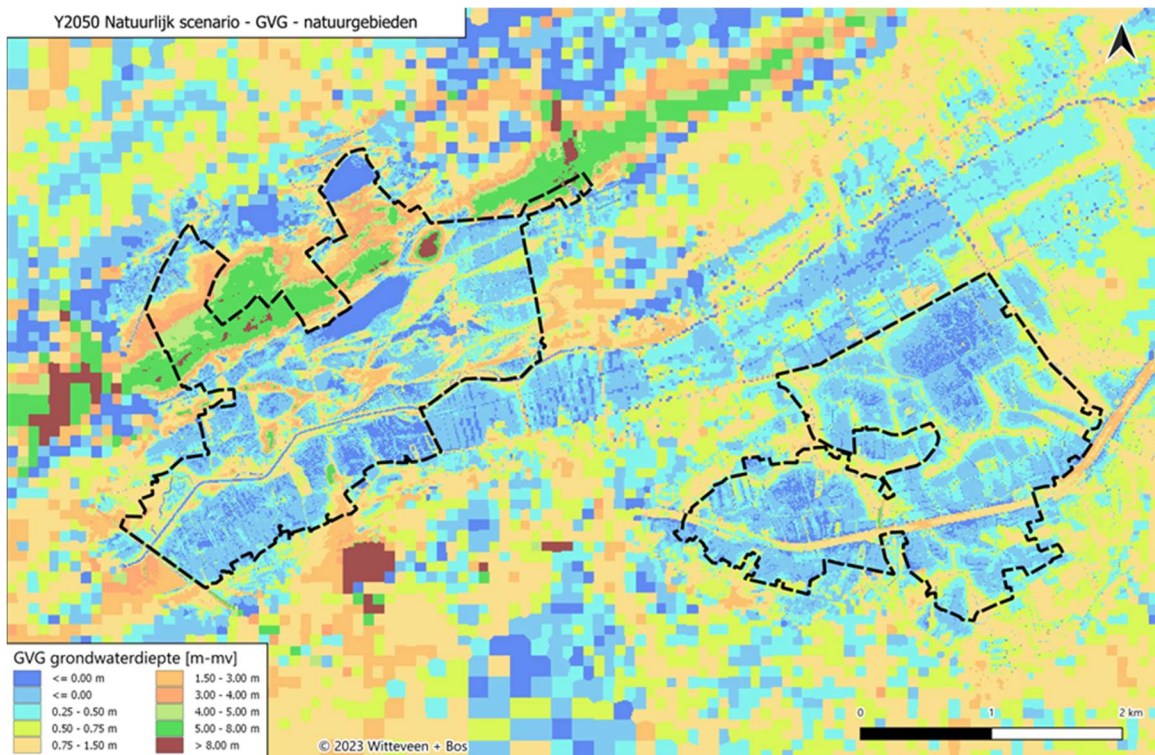 Y2050 Natuurlijk scenario - GVG - natuurgebieden
GVG grondwaterdiepte [m-mv]
<= 0.00 m
<= 0.00
0.25 - 0.50 m
0.50 - 0.75 m
0.75 - 1.50 m
1.50 - 3.00 m
3.00 - 4.00 m
4.00 - 5.00 m
5.00 - 8.00 m
> 8.00 m
© 2023 Witteveen + Bos
0 1 2 km